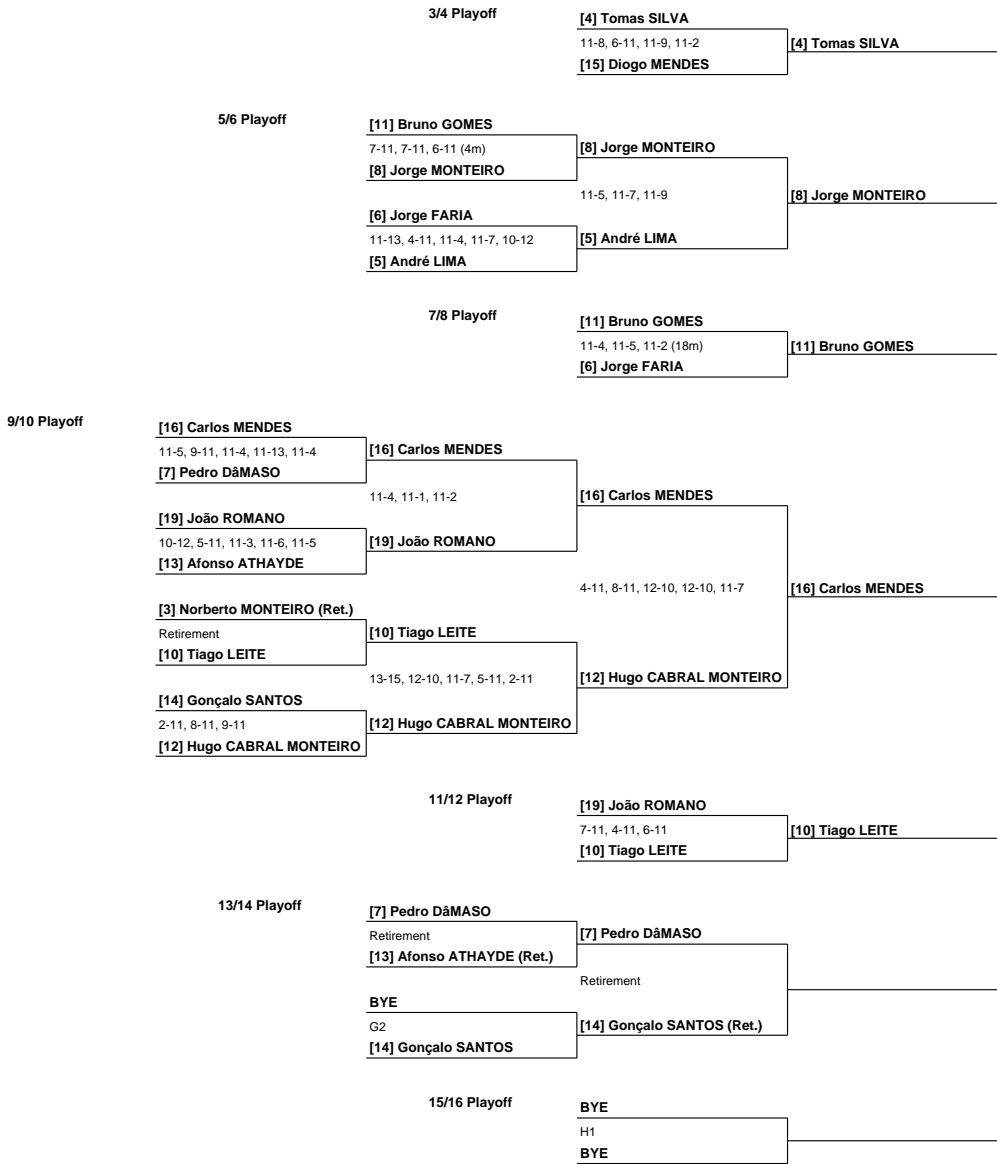 3/4 Playoff
[4] Tomas SILVA
11-8, 6-11, 11-9, 11-2
[15] Diogo MENDES
[4] Tomas SILVA
5/6 Playoff
[11] Bruno GOMES
7-11, 7-11, 6-11 (4m)
[8] Jorge MONTEIRO
[8] Jorge MONTEIRO
11-5, 11-7, 11-9
[8] Jorge MONTEIRO
[6] Jorge FARIA
11-13, 4-11, 11-4, 11-7, 10-12
[5] André LIMA
[5] André LIMA
7/8 Playoff
[11] Bruno GOMES
11-4, 11-5, 11-2 (18m)
[6] Jorge FARIA
[11] Bruno GOMES
9/10 Playoff
[16] Carlos MENDES
11-5, 9-11, 11-4, 11-13, 11-4
[7] Pedro DâMASO
[16] Carlos MENDES
11-4, 11-1, 11-2
[16] Carlos MENDES
[19] João ROMANO
10-12, 5-11, 11-3, 11-6, 11-5
[13] Afonso ATHAYDE
[19] João ROMANO
4-11, 8-11, 12-10, 12-10, 11-7
[16] Carlos MENDES
[3] Norberto MONTEIRO (Ret.)
Retirement
[10] Tiago LEITE
[10] Tiago LEITE
13-15, 12-10, 11-7, 5-11, 2-11
[12] Hugo CABRAL MONTEIRO
[14] Gonçalo SANTOS
2-11, 8-11, 9-11
[12] Hugo CABRAL MONTEIRO
[12] Hugo CABRAL MONTEIRO
11/12 Playoff
[19] João ROMANO
7-11, 4-11, 6-11
[10] Tiago LEITE
[10] Tiago LEITE
13/14 Playoff
[7] Pedro DâMASO
Retirement
[13] Afonso ATHAYDE (Ret.)
[7] Pedro DâMASO
Retirement
BYE
G2
[14] Gonçalo SANTOS
[14] Gonçalo SANTOS (Ret.)
15/16 Playoff
BYE
H1
BYE